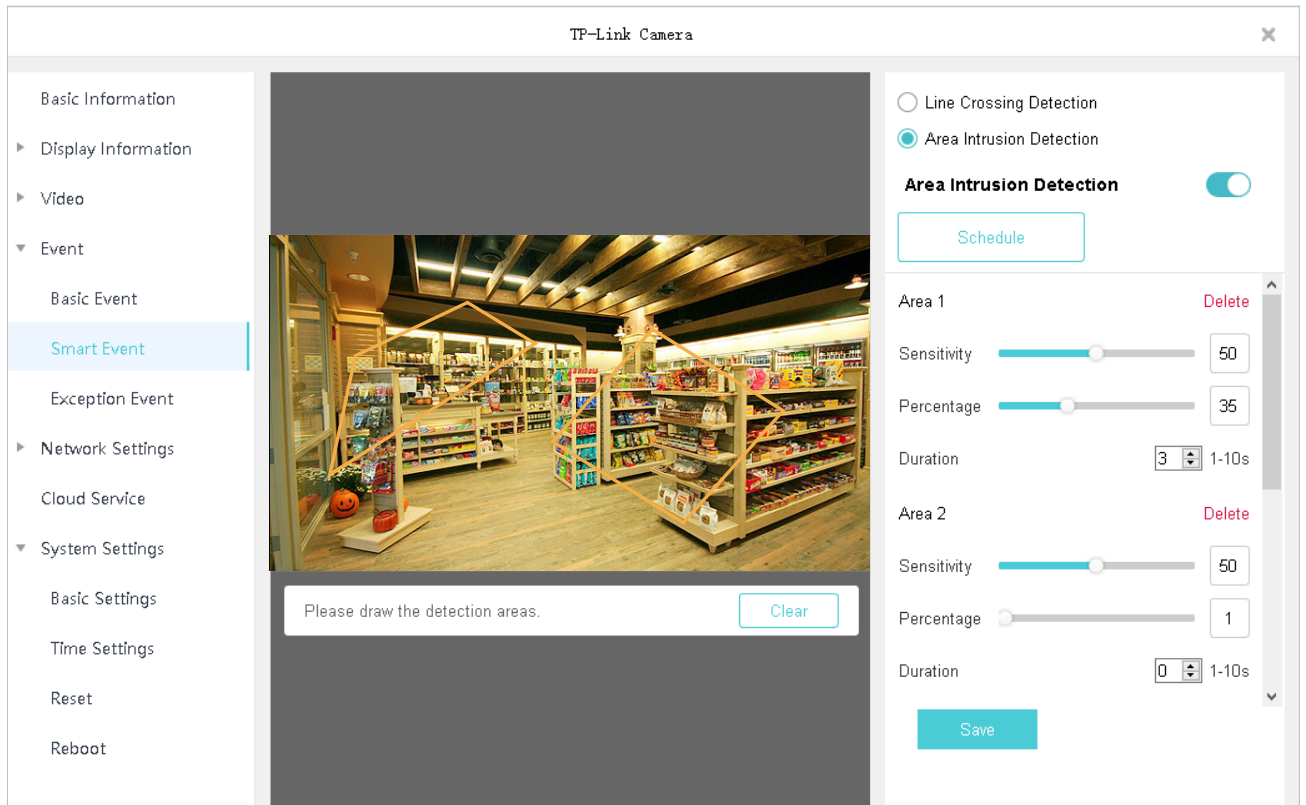 TP-Link Camera
Basic Information
Display Information
Video
Event
Basic Event
Smart Event
Exception Event
Network Settings
Cloud Service
System Settings
Basic Settings
Time Settings
Reset
Reboot
Please draw the detection areas.
Clear
Line Crossing Detection
Area Intrusion Detection
Area Intrusion Detection
Schedule
Area 1 Delete
Sensitivity 50
Percentage 35
Duration 3 1-10s
Area 2 Delete
Sensitivity 50
Percentage 1
Duration 0 1-10s
Save